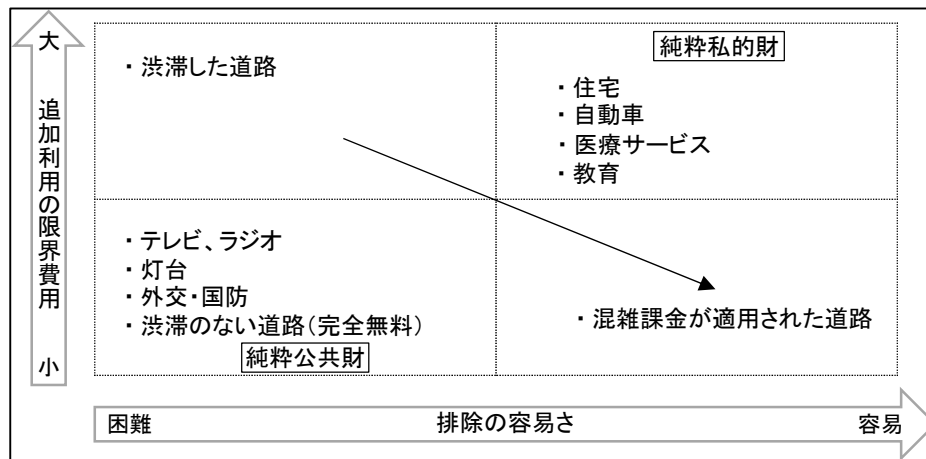 大
追加利用の限界費用
小
・渋滞した道路
純粋私的財
・住宅
・自動車
・医療サービス
・教育
・テレビ、ラジオ
・灯台
・外交・国防
・渋滞のない道路(完全無料)
純粋公共財
・混雑課金が適用された道路
困難
排除の容易さ
容易